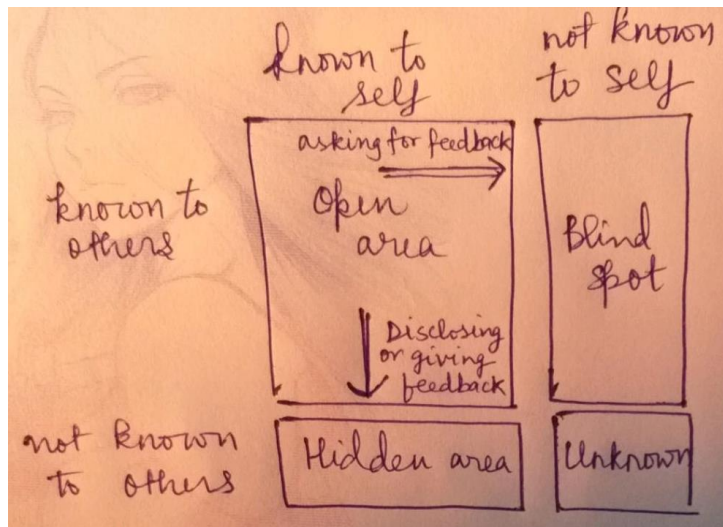 known to
self
not known
to self
asking for feedback
known to
others
Open
area
Blind
spot
Disclosing
or giving
feedback
not known
to others
Hidden area
Unknown